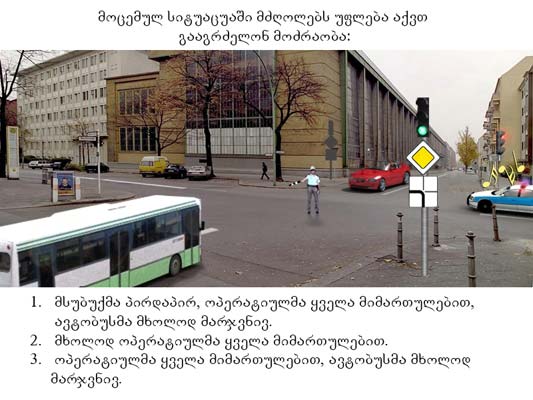 მოცემულ სიტუაციაში მძღოლებს უფლება აქვთ
გააგრძელონ მოძრაობა:
1. მსუბუქმა პირდაპირ, ოპერატიულმა ყველა მიმართულებით,
ავტობუსმა მხოლოდ მარჯვნივ.
2. მხოლოდ ოპერატიულმა ყველა მიმართულებით.
3. ოპერატიულმა ყველა მიმართულებით, ავტობუსმა მხოლოდ
მარჯვნივ.